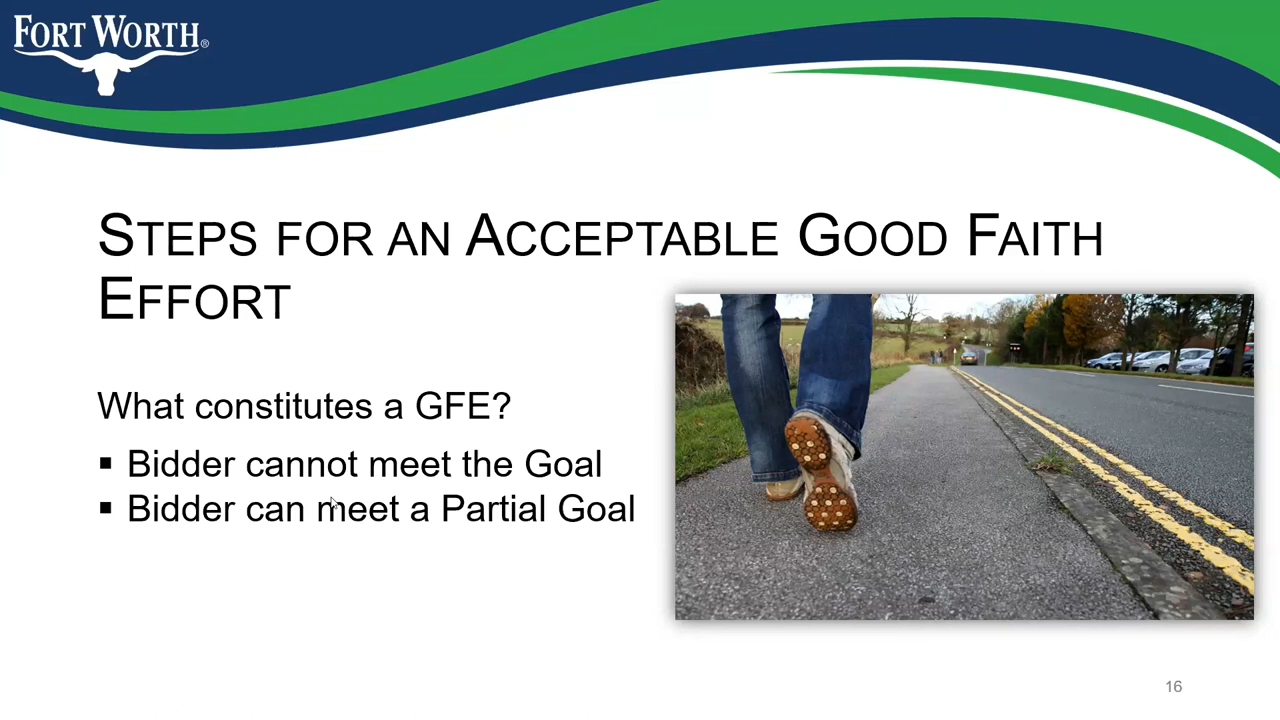 FORT WORTH®
STEPS FOR AN ACCEPTABLE GOOD FAITH
EFFORT
What constitutes a GFE?
▪ Bidder cannot meet the Goal
▪ Bidder can meet a Partial Goal
16